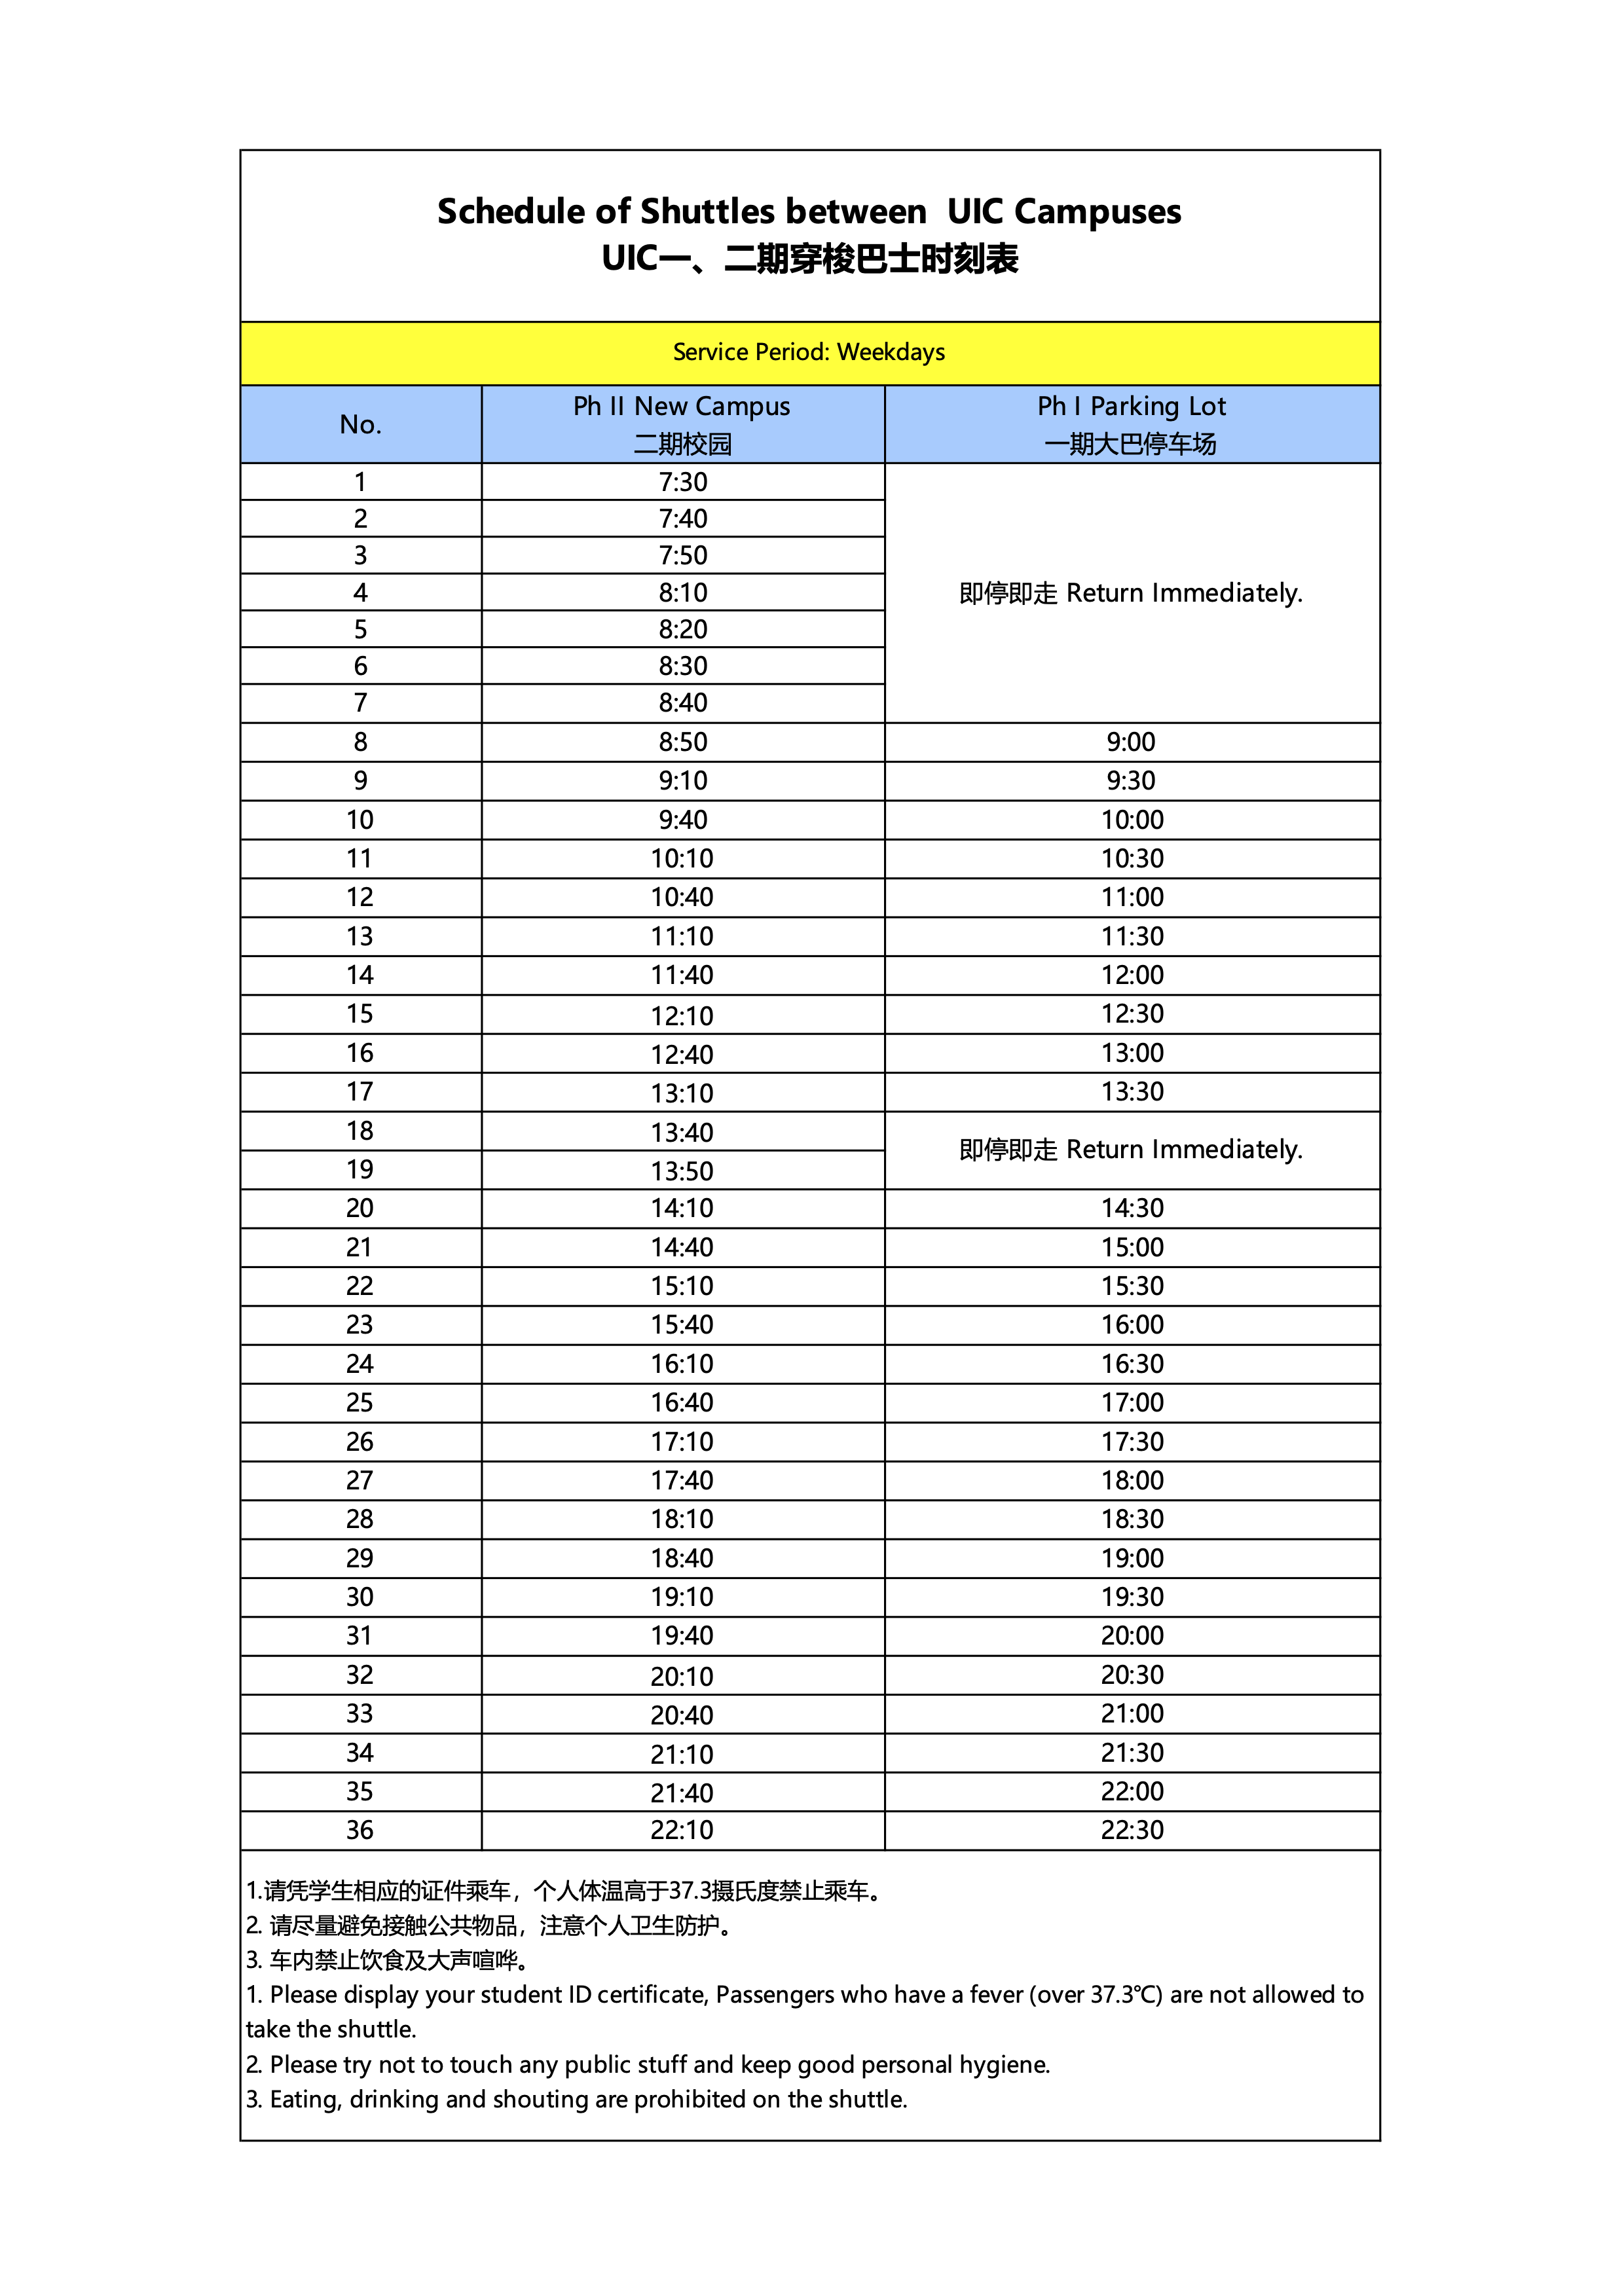 Schedule of Shuttles between UIC Campuses
UIC一、二期穿梭巴士时刻表
Service Period: Weekdays
No. Ph II New Campus Ph I Parking Lot
二期校园 一期大巴停车场
1 7:30
2 7:40
3 7:50
4 8:10 即停即走 Return Immediately.
5 8:20
6 8:30
7 8:40
8 8:50 9:00
9 9:10 9:30
10 9:40 10:00
11 10:10 10:30
12 10:40 11:00
13 11:10 11:30
14 11:40 12:00
15 12:10 12:30
16 12:40 13:00
17 13:10 13:30
18 13:40 即停即走 Return Immediately.
19 13:50
20 14:10 14:30
21 14:40 15:00
22 15:10 15:30
23 15:40 16:00
24 16:10 16:30
25 16:40 17:00
26 17:10 17:30
27 17:40 18:00
28 18:10 18:30
29 18:40 19:00
30 19:10 19:30
31 19:40 20:00
32 20:10 20:30
33 20:40 21:00
34 21:10 21:30
35 21:40 22:00
36 22:10 22:30
1.请凭学生相应的证件乘车，个人体温高于37.3摄氏度禁止乘车。
2. 请尽量避免接触公共物品，注意个人卫生防护。
3. 车内禁止饮食及大声喧哗。
1. Please display your student ID certificate, Passengers who have a fever (over 37.3℃) are not allowed to
take the shuttle.
2. Please try not to touch any public stuff and keep good personal hygiene.
3. Eating, drinking and shouting are prohibited on the shuttle.